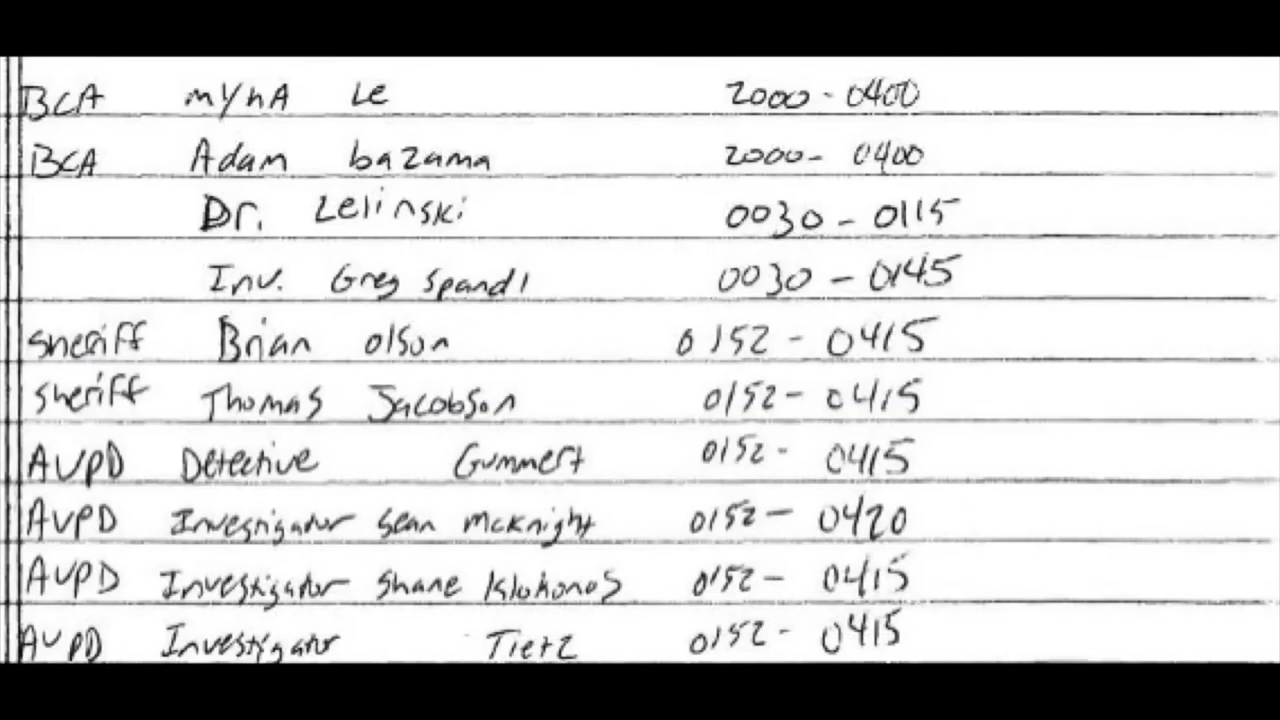 BCA mYhA Le 2000-0400
BCA Adam bazama 2000-0400
Dr. Zelinski 0030-0115
Inv. Greg Spandl 0030-0145
sheriff Brian olson 0152-0415
sheriff Thomas Jacobson 0152-0415
AVPD Detective Gummert 0152-0415
AVPD Investigator Sean McKnight 0152-0420
AVPD Investigator Shane Klokonos 0152-0415
AVPD Investigator Tietz 0152-0415